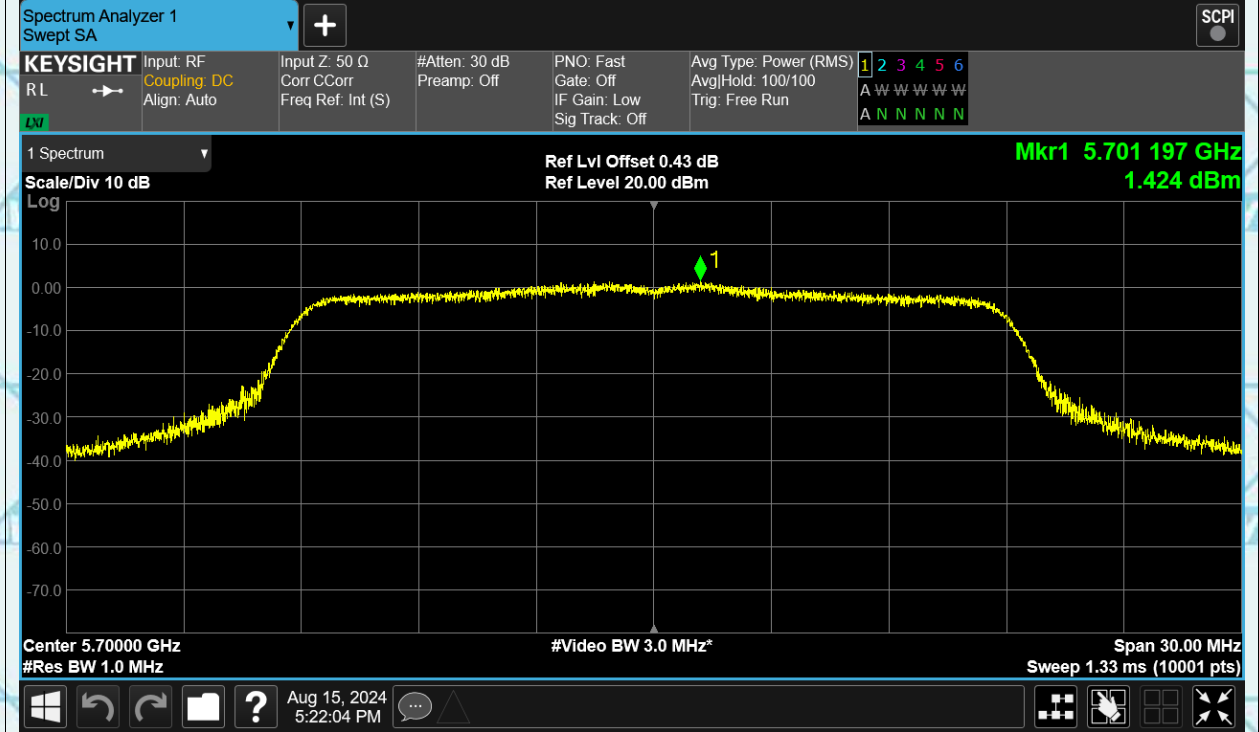 Spectrum Analyzer 1
Swept SA
SCPI
KEYSIGHT
R L
LXI
Input: RF
Coupling: DC
Align: Auto
Input Z: 50 Ω
Corr CCorr
Freq Ref: Int (S)
#Atten: 30 dB
Preamp: Off
PNO: Fast
Gate: Off
IF Gain: Low
Sig Track: Off
Avg Type: Power (RMS)
Avg|Hold: 100/100
Trig: Free Run
1 2 3 4 5 6
A W W W W W
A N N N N N
1 Spectrum
Scale/Div 10 dB
Ref Lvl Offset 0.43 dB
Ref Level 20.00 dBm
Mkr1 5.701 197 GHz
1.424 dBm
Log
10.0
0.00
-10.0
-20.0
-30.0
-40.0
-50.0
-60.0
-70.0
1
Center 5.70000 GHz
#Res BW 1.0 MHz
#Video BW 3.0 MHz*
Span 30.00 MHz
Sweep 1.33 ms (10001 pts)
?
Aug 15, 2024
5:22:04 PM